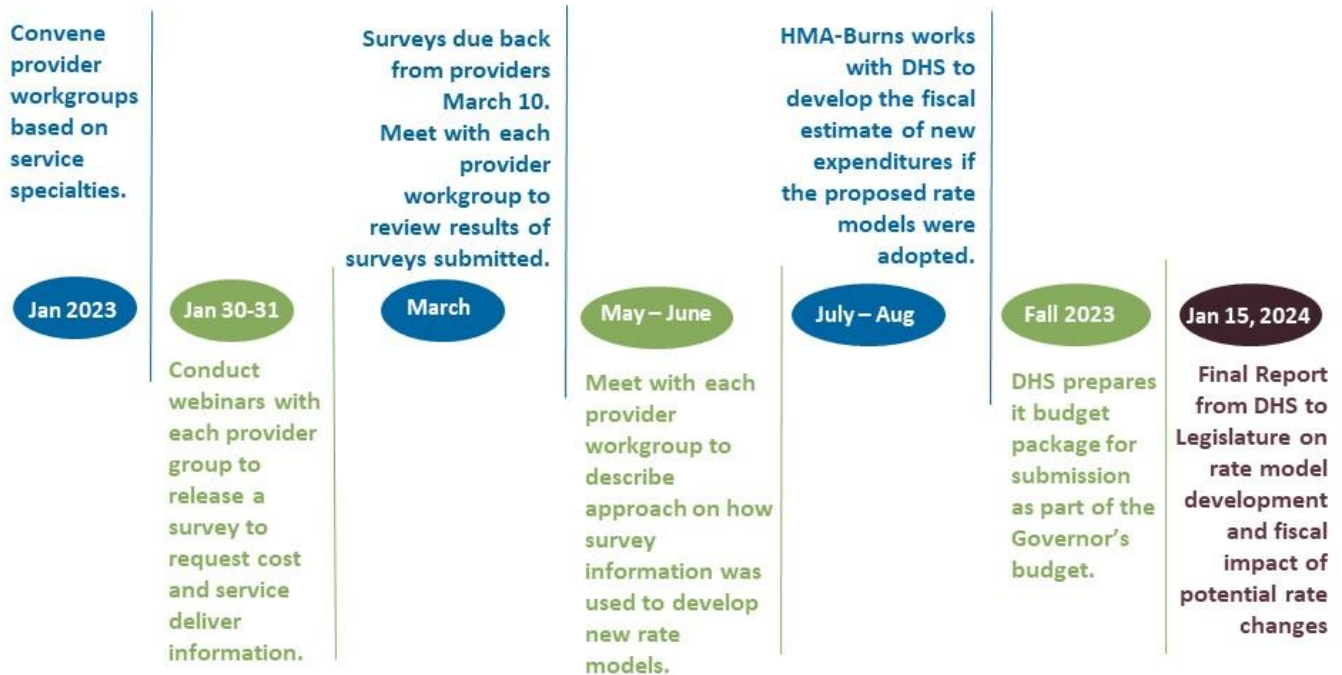 Convene
provider
workgroups
based on
service
specialties.
Jan 2023
Jan 30-31
Conduct
webinars with
each provider
group to
release a
survey to
request cost
and service
deliver
information.
Surveys due back
from providers
March 10.
Meet with each
provider
workgroup to
review results of
surveys submitted.
March
May – June
Meet with each
provider
workgroup to
describe
approach on how
survey
information was
used to develop
new rate
models.
HMA-Burns works
with DHS to
develop the fiscal
estimate of new
expenditures if
the proposed rate
models were
adopted.
July – Aug
Fall 2023
DHS prepares
it budget
package for
submission
as part of the
Governor’s
budget.
Jan 15, 2024
Final Report
from DHS to
Legislature on
rate model
development
and fiscal
impact of
potential rate
changes